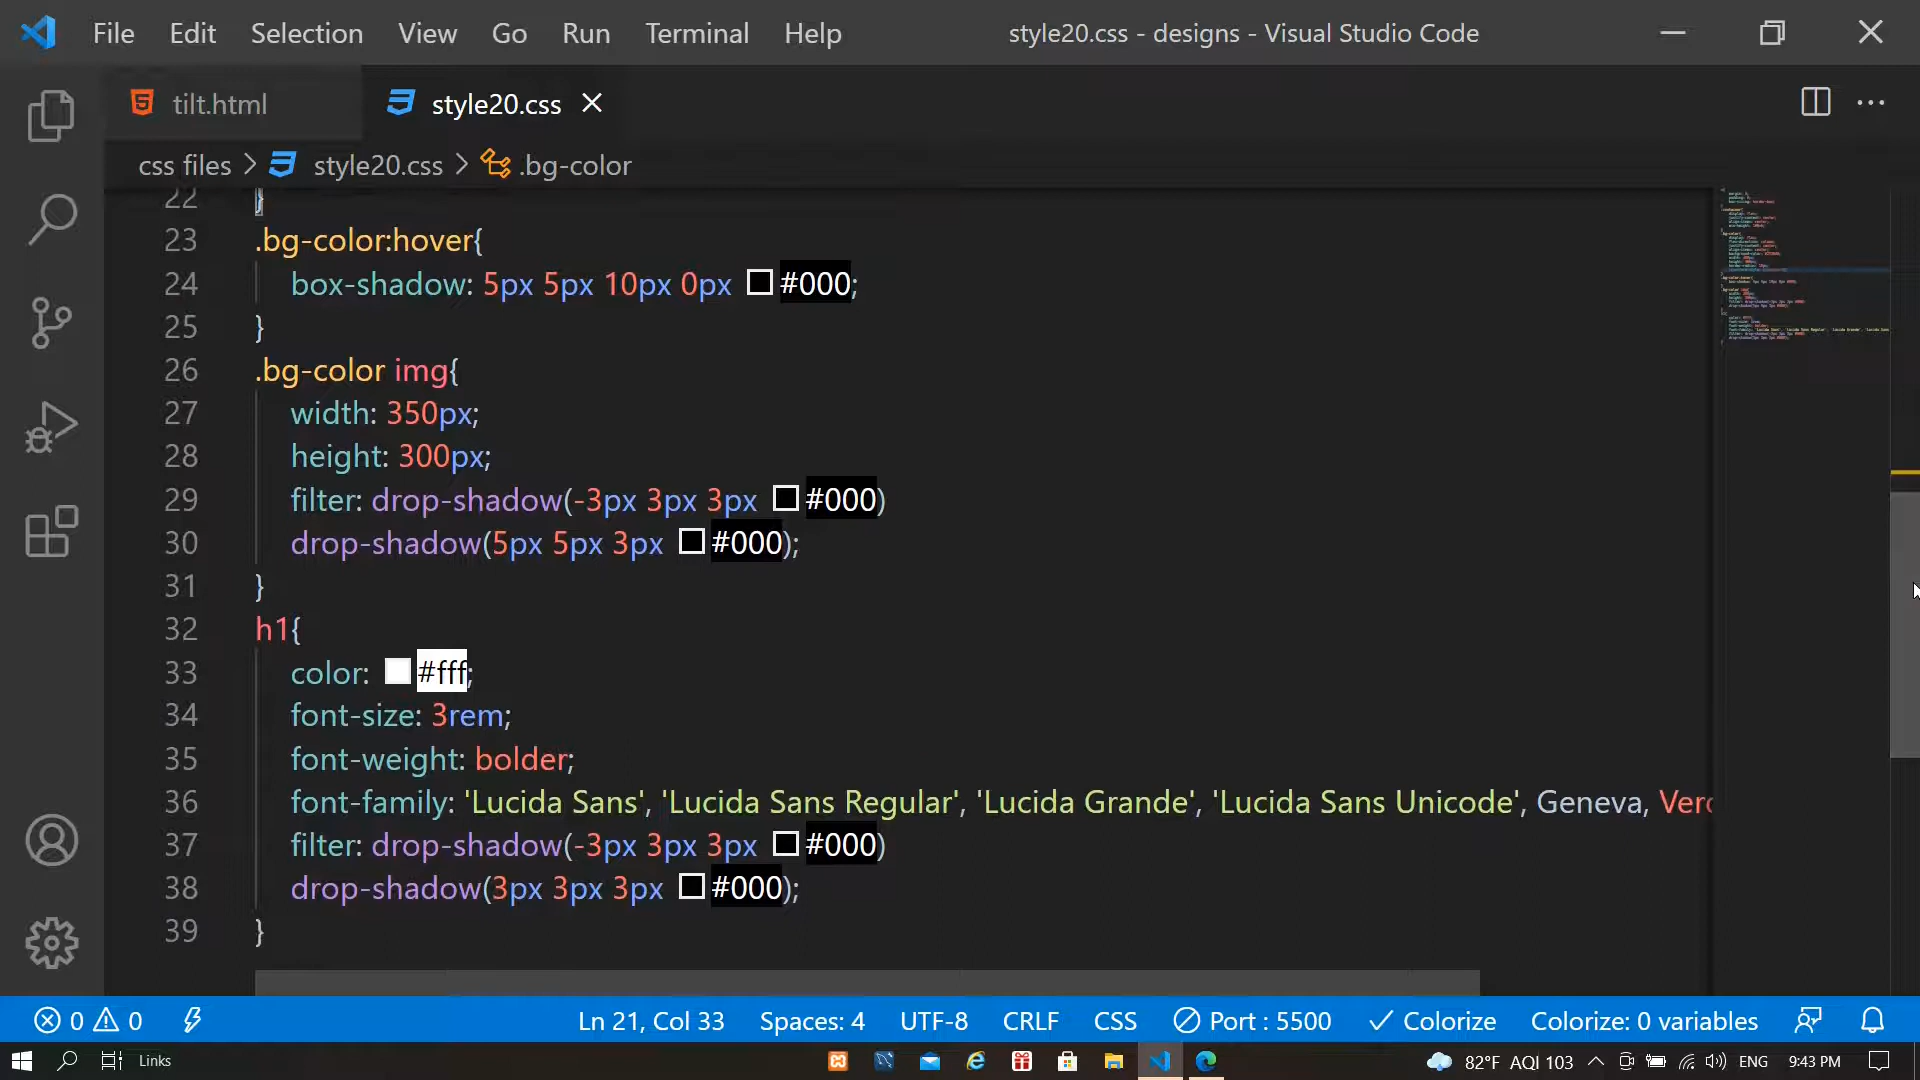 File Edit Selection View Go Run Terminal Help style20.css - designs - Visual Studio Code
tilt.html style20.css
css files > style20.css > .bg-color
22 }
23 .bg-color:hover{
24 box-shadow: 5px 5px 10px 0px #000;
25 }
26 .bg-color img{
27 width: 350px;
28 height: 300px;
29 filter: drop-shadow(-3px 3px 3px #000)
30 drop-shadow(5px 5px 3px #000);
31 }
32 h1{
33 color: #fff;
34 font-size: 3rem;
35 font-weight: bolder;
36 font-family: 'Lucida Sans', 'Lucida Sans Regular', 'Lucida Grande', 'Lucida Sans Unicode', Geneva, Verd
37 filter: drop-shadow(-3px 3px 3px #000)
38 drop-shadow(3px 3px 3px #000);
39 }
0 0 Ln 21, Col 33 Spaces: 4 UTF-8 CRLF CSS Port : 5500 Colorize Colorize: 0 variables
Links 82°F AQI 103 ENG 9:43 PM